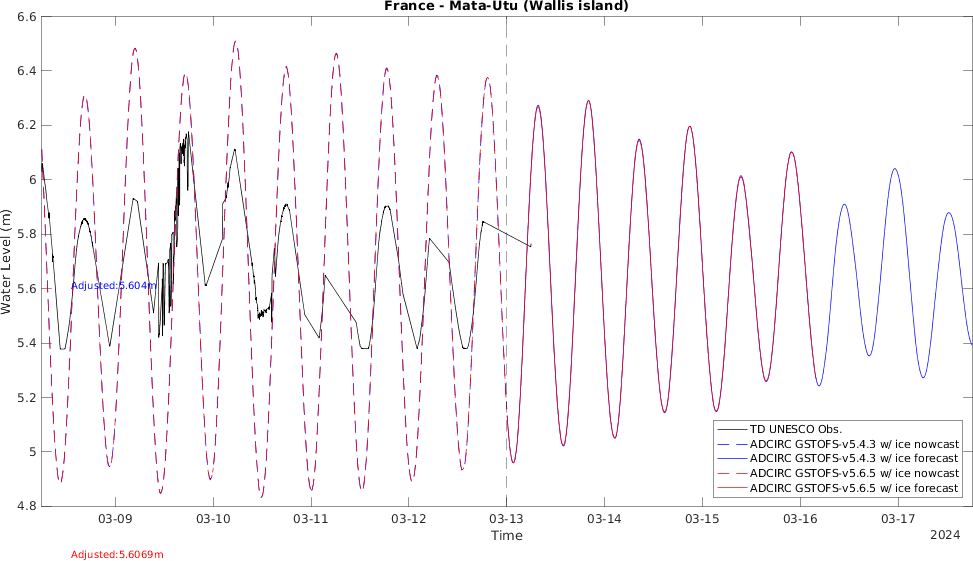 France - Mata-Utu (Wallis island)
6.6
6.4
6.2
6
5.8
5.6
5.4
5.2
5
4.8
Water Level (m)
Adjusted:5.604m
TD UNESCO Obs.
ADCIRC GSTOFS-v5.4.3 w/ ice nowcast
ADCIRC GSTOFS-v5.4.3 w/ ice forecast
ADCIRC GSTOFS-v5.6.5 w/ ice nowcast
ADCIRC GSTOFS-v5.6.5 w/ ice forecast
03-09 03-10 03-11 03-12 03-13 03-14 03-15 03-16 03-17
Time
2024
Adjusted:5.6069m